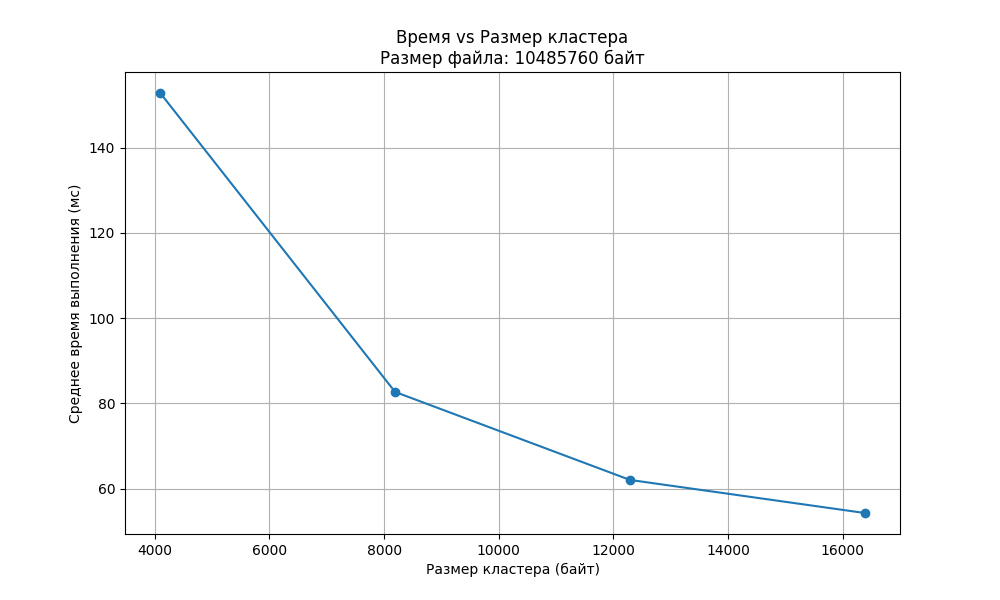 Время vs Размер кластера
Размер файла: 10485760 байт
Среднее время выполнения (мс)
140
120
100
80
60
4000 6000 8000 10000 12000 14000 16000
Размер кластера (байт)